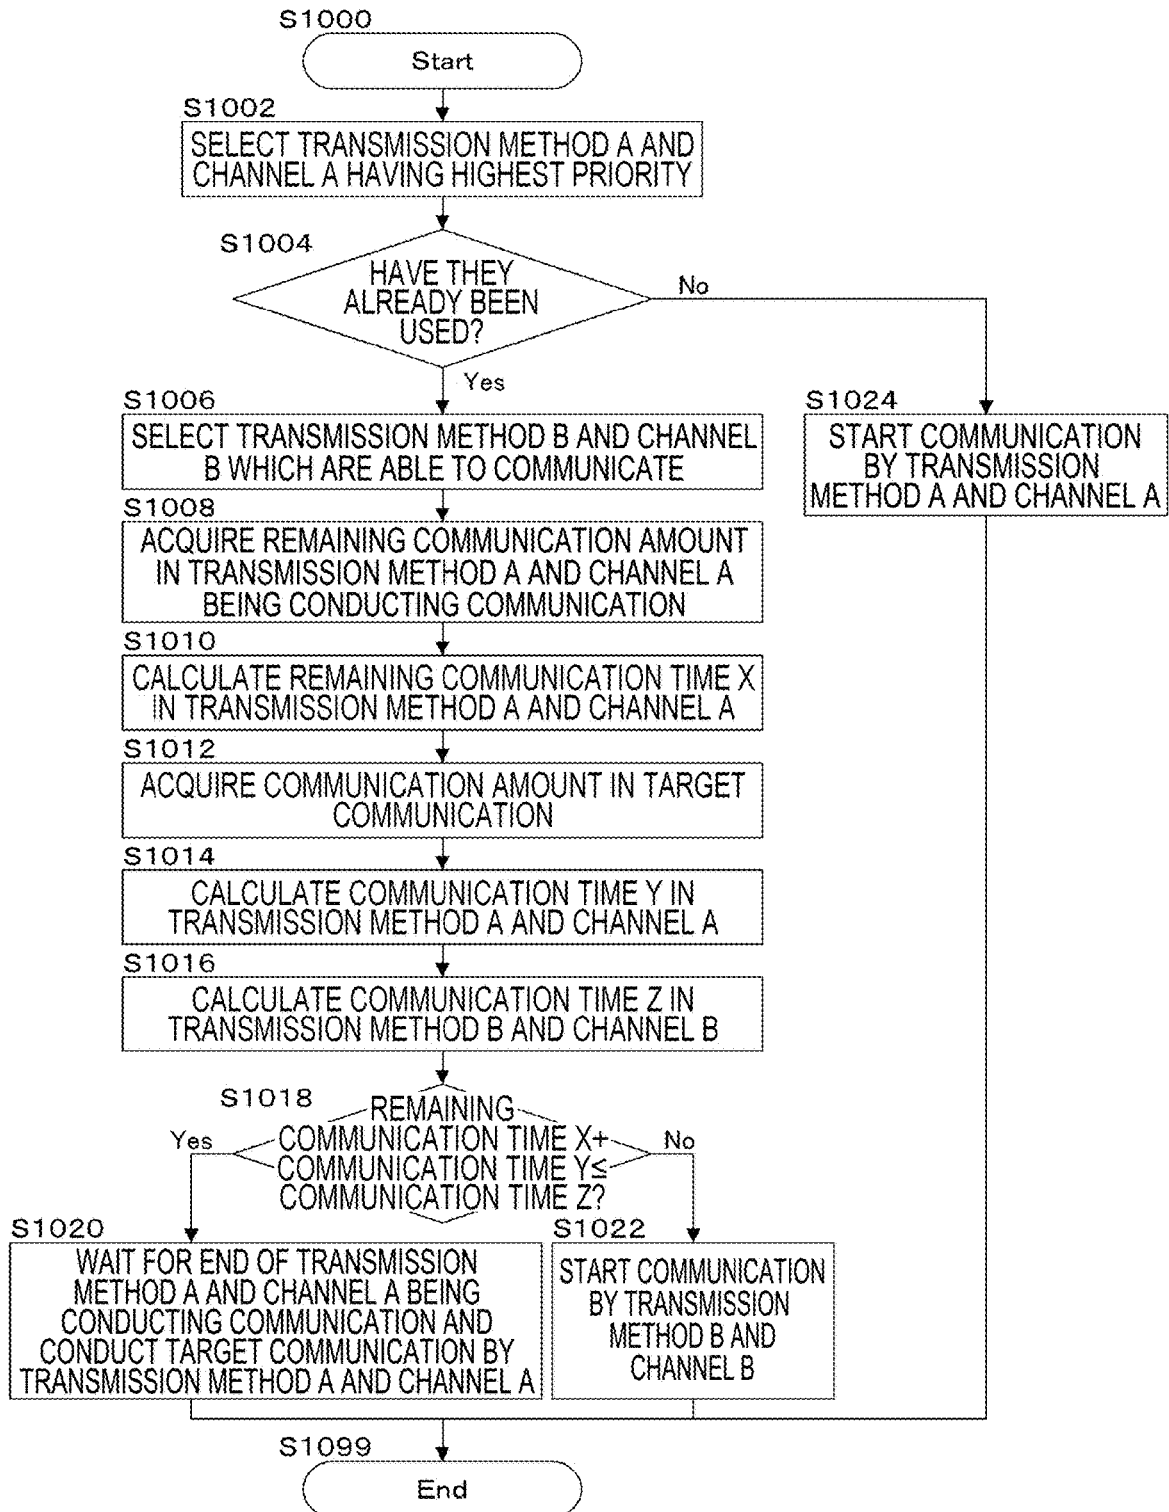 S1000
Start
S1002
SELECT TRANSMISSION METHOD A AND
CHANNEL A HAVING HIGHEST PRIORITY
S1004
HAVE THEY
ALREADY BEEN
USED?
No
Yes
S1006
SELECT TRANSMISSION METHOD B AND CHANNEL
B WHICH ARE ABLE TO COMMUNICATE
S1024
START COMMUNICATION
BY TRANSMISSION
METHOD A AND CHANNEL A
S1008
ACQUIRE REMAINING COMMUNICATION AMOUNT
IN TRANSMISSION METHOD A AND CHANNEL A
BEING CONDUCTING COMMUNICATION
S1010
CALCULATE REMAINING COMMUNICATION TIME X
IN TRANSMISSION METHOD A AND CHANNEL A
S1012
ACQUIRE COMMUNICATION AMOUNT IN TARGET
COMMUNICATION
S1014
CALCULATE COMMUNICATION TIME Y IN
TRANSMISSION METHOD A AND CHANNEL A
S1016
CALCULATE COMMUNICATION TIME Z IN
TRANSMISSION METHOD B AND CHANNEL B
S1018
REMAINING
COMMUNICATION TIME X+
COMMUNICATION TIME Y≤
COMMUNICATION TIME Z?
Yes
No
S1020
WAIT FOR END OF TRANSMISSION
METHOD A AND CHANNEL A BEING
CONDUCTING COMMUNICATION AND
CONDUCT TARGET COMMUNICATION BY
TRANSMISSION METHOD A AND CHANNEL A
S1022
START COMMUNICATION
BY TRANSMISSION
METHOD B AND
CHANNEL B
S1099
End